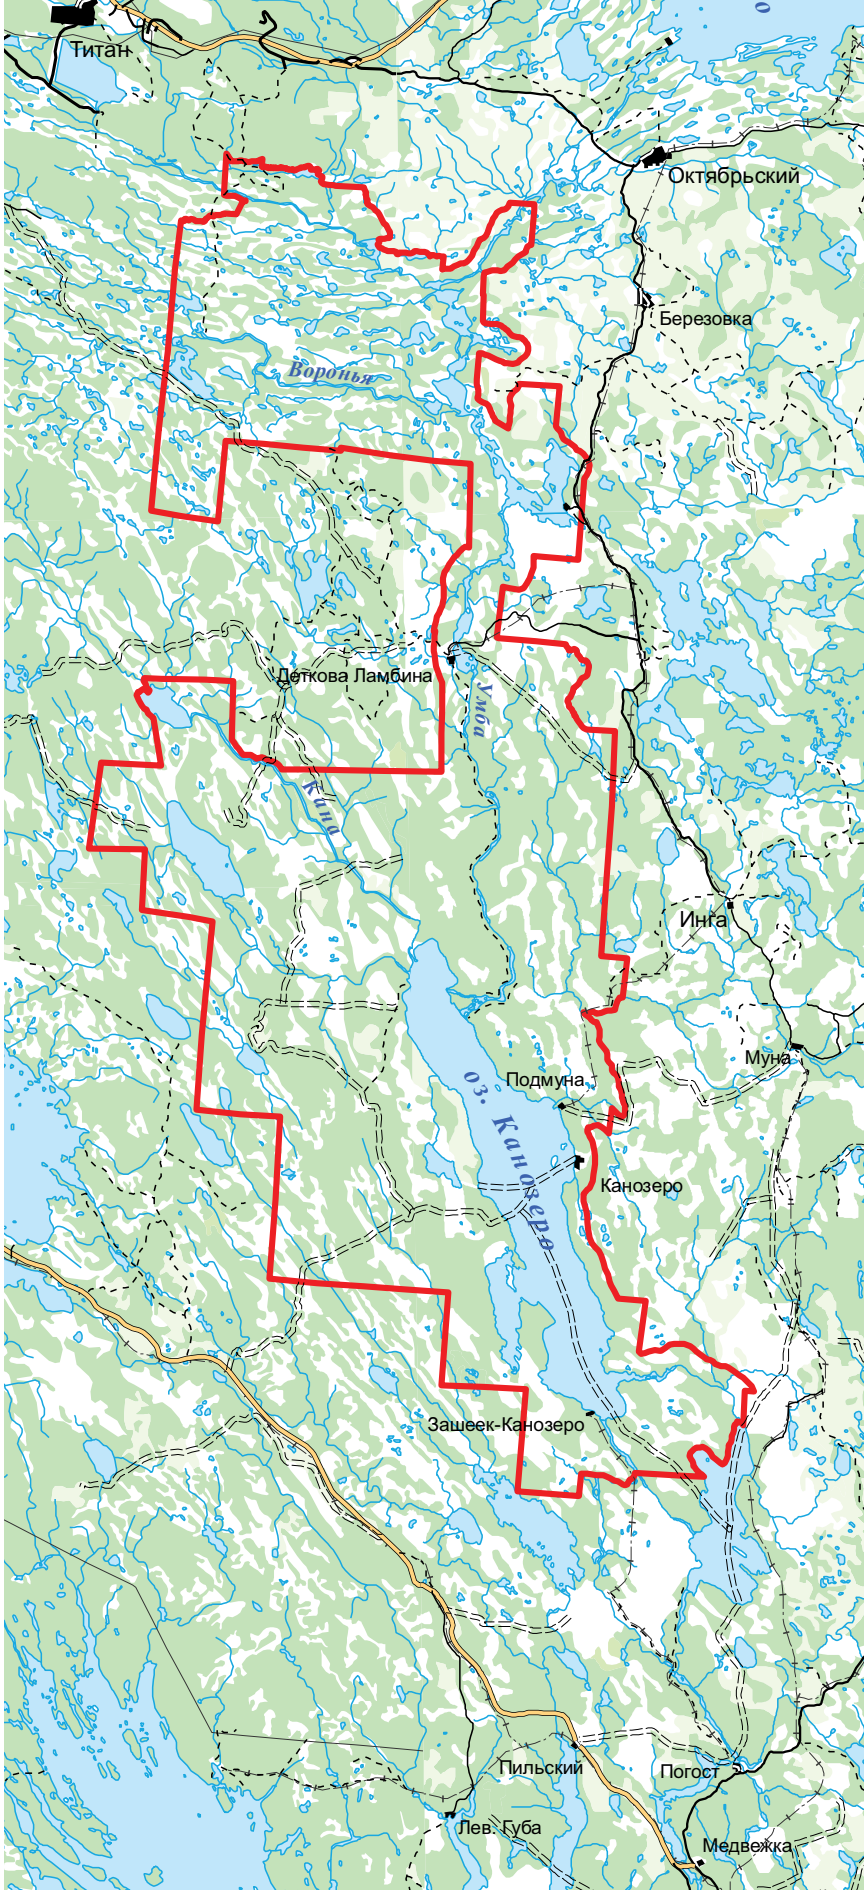 о
Титан
Октябрьский
Березовка
Воронья
Деткова Ламбина
Умба
Кана
Инга
Муна
Подмуна
оз. Канозеро
Канозеро
Зашеек-Канозеро
Пильский
Погост
Лев. Губа
Медвежка